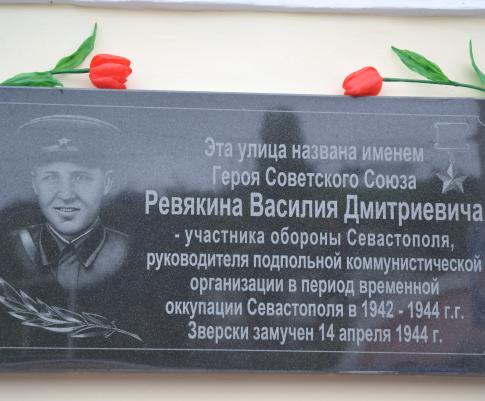 Эта улица названа именем
Героя Советского Союза
Ревякина Василия Дмитриевича
- участника обороны Севастополя,
руководителя подпольной коммунистической
организации в период временной
оккупации Севастополя в 1942 - 1944 г.г.
Зверски замучен 14 апреля 1944 г.